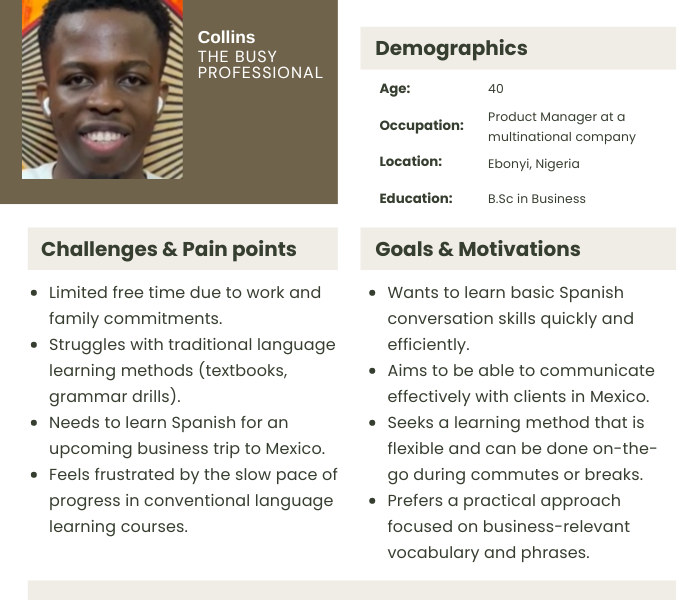 Collins
THE BUSY
PROFESSIONAL
Demographics
Age: 40
Occupation: Product Manager at a
multinational company
Location: Ebonyi, Nigeria
Education: B.Sc in Business
Challenges & Pain points
• Limited free time due to work and
family commitments.
• Struggles with traditional language
learning methods (textbooks,
grammar drills).
• Needs to learn Spanish for an
upcoming business trip to Mexico.
• Feels frustrated by the slow pace of
progress in conventional language
learning courses.
Goals & Motivations
• Wants to learn basic Spanish
conversation skills quickly and
efficiently.
• Aims to be able to communicate
effectively with clients in Mexico.
• Seeks a learning method that is
flexible and can be done on-the-
go during commutes or breaks.
• Prefers a practical approach
focused on business-relevant
vocabulary and phrases.